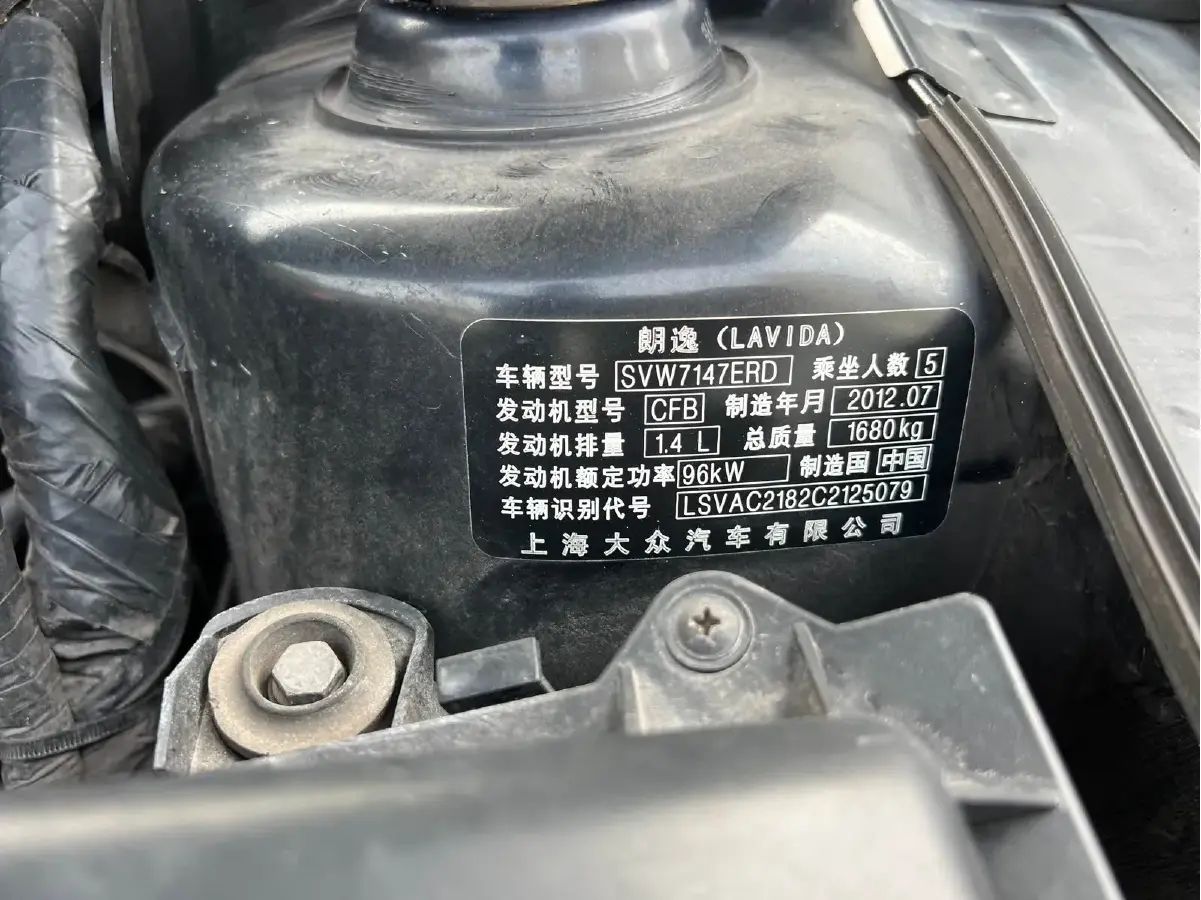 朗逸（LAVIDA）
车辆型号 SVW7147ERD 乘坐人数 5
发动机型号 CFB 制造年月 2012.07
发动机排量 1.4 L 总质量 1680kg
发动机额定功率 96kW 制造国 中国
车辆识别代号 LSVAC2182C2125079
上海大众汽车有限公司